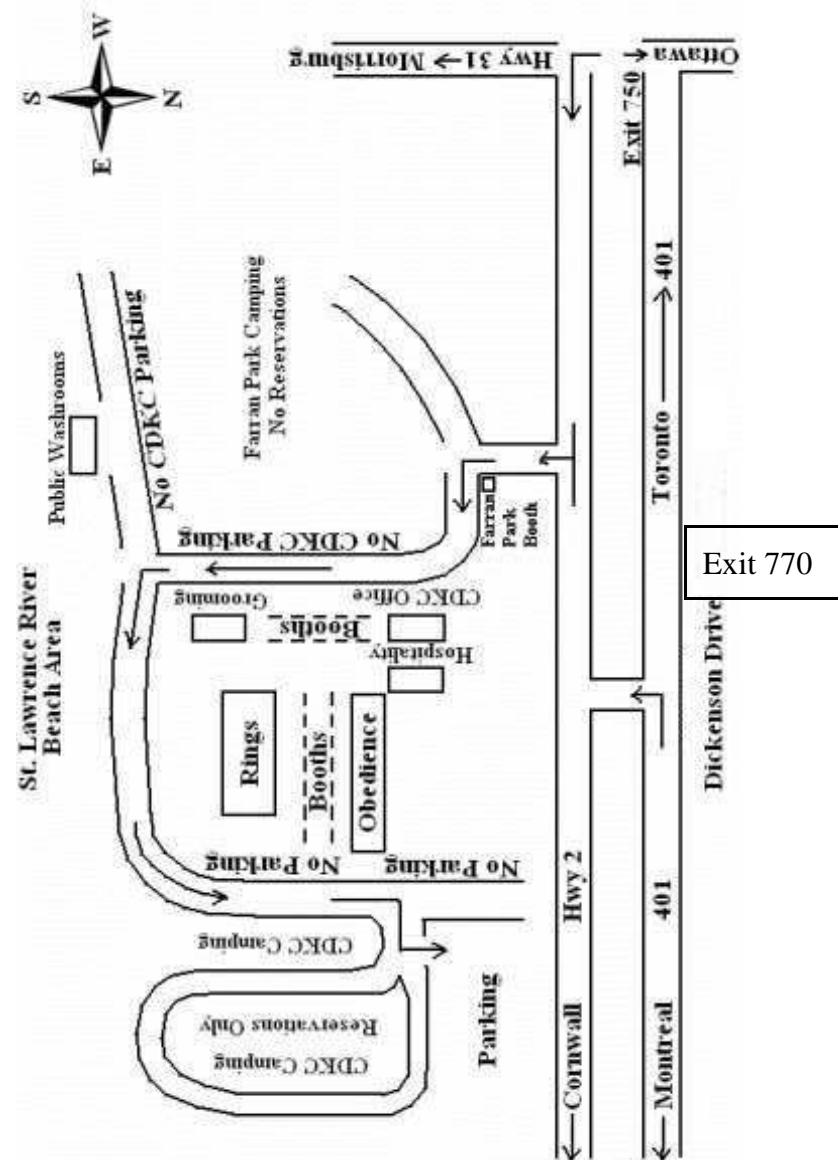 W
S
N
E
Hwy 31 → Morrisburg
Ottawa
Exit 750
Public Washrooms
No CDKC Parking
Farran Park Camping
No Reservations
Toronto → 401
Exit 770
No CDKC Parking
Farran
Park
Booth
St. Lawrence River
Beach Area
Grooming
CDKC Office
Booths
Hospitality
Rings
Booths
Obedience
Dickenson Drive
No Parking
No Parking
Hwy 2
401
CDKC Camping
CDKC Camping
Reservations Only
Parking
Cornwall
Montreal